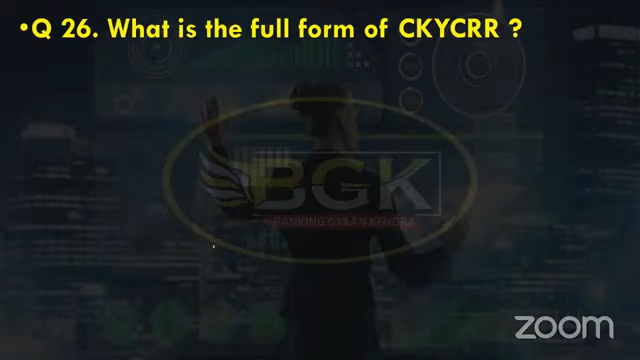 •Q 26. What is the full form of CKYCRR ?
BGK
BANKING GYAAN KENDRA
zoom